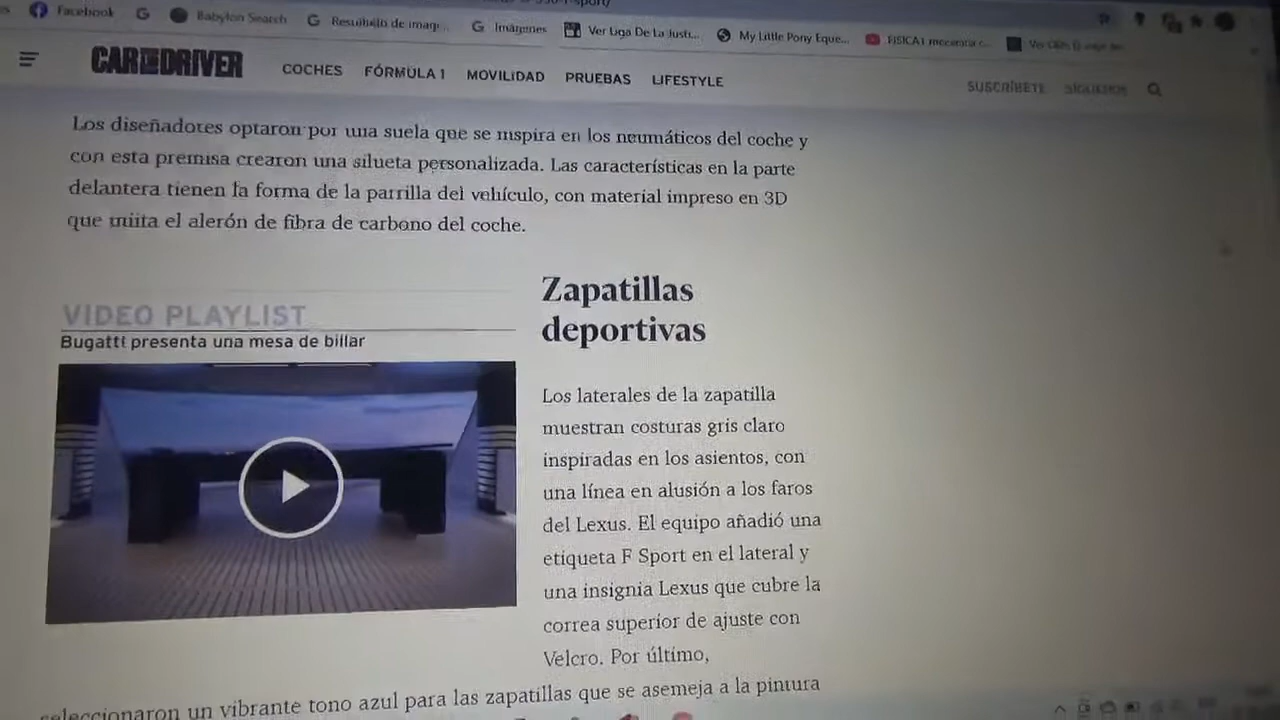 Facebook
G
Babylon Search
G Resultado de imag...
G Imágenes
Ver Liga De La Justi...
My Little Pony Eque...
CAR AND DRIVER
COCHES
FÓRMULA 1
MOVILIDAD
PRUEBAS
LIFESTYLE
SUSCRÍBETE
SÍGUENOS
Los diseñadores optaron por una suela que se inspira en los neumáticos del coche y
con esta premisa crearon una silueta personalizada. Las características en la parte
delantera tienen la forma de la parrilla del vehículo, con material impreso en 3D
que imita el alerón de fibra de carbono del coche.
VIDEO PLAYLIST
Bugatti presenta una mesa de billar
Zapatillas
deportivas
Los laterales de la zapatilla
muestran costuras gris claro
inspiradas en los asientos, con
una línea en alusión a los faros
del Lexus. El equipo añadió una
etiqueta F Sport en el lateral y
una insignia Lexus que cubre la
correa superior de ajuste con
Velcro. Por último,
seleccionaron un vibrante tono azul para las zapatillas que se asemeja a la pintura